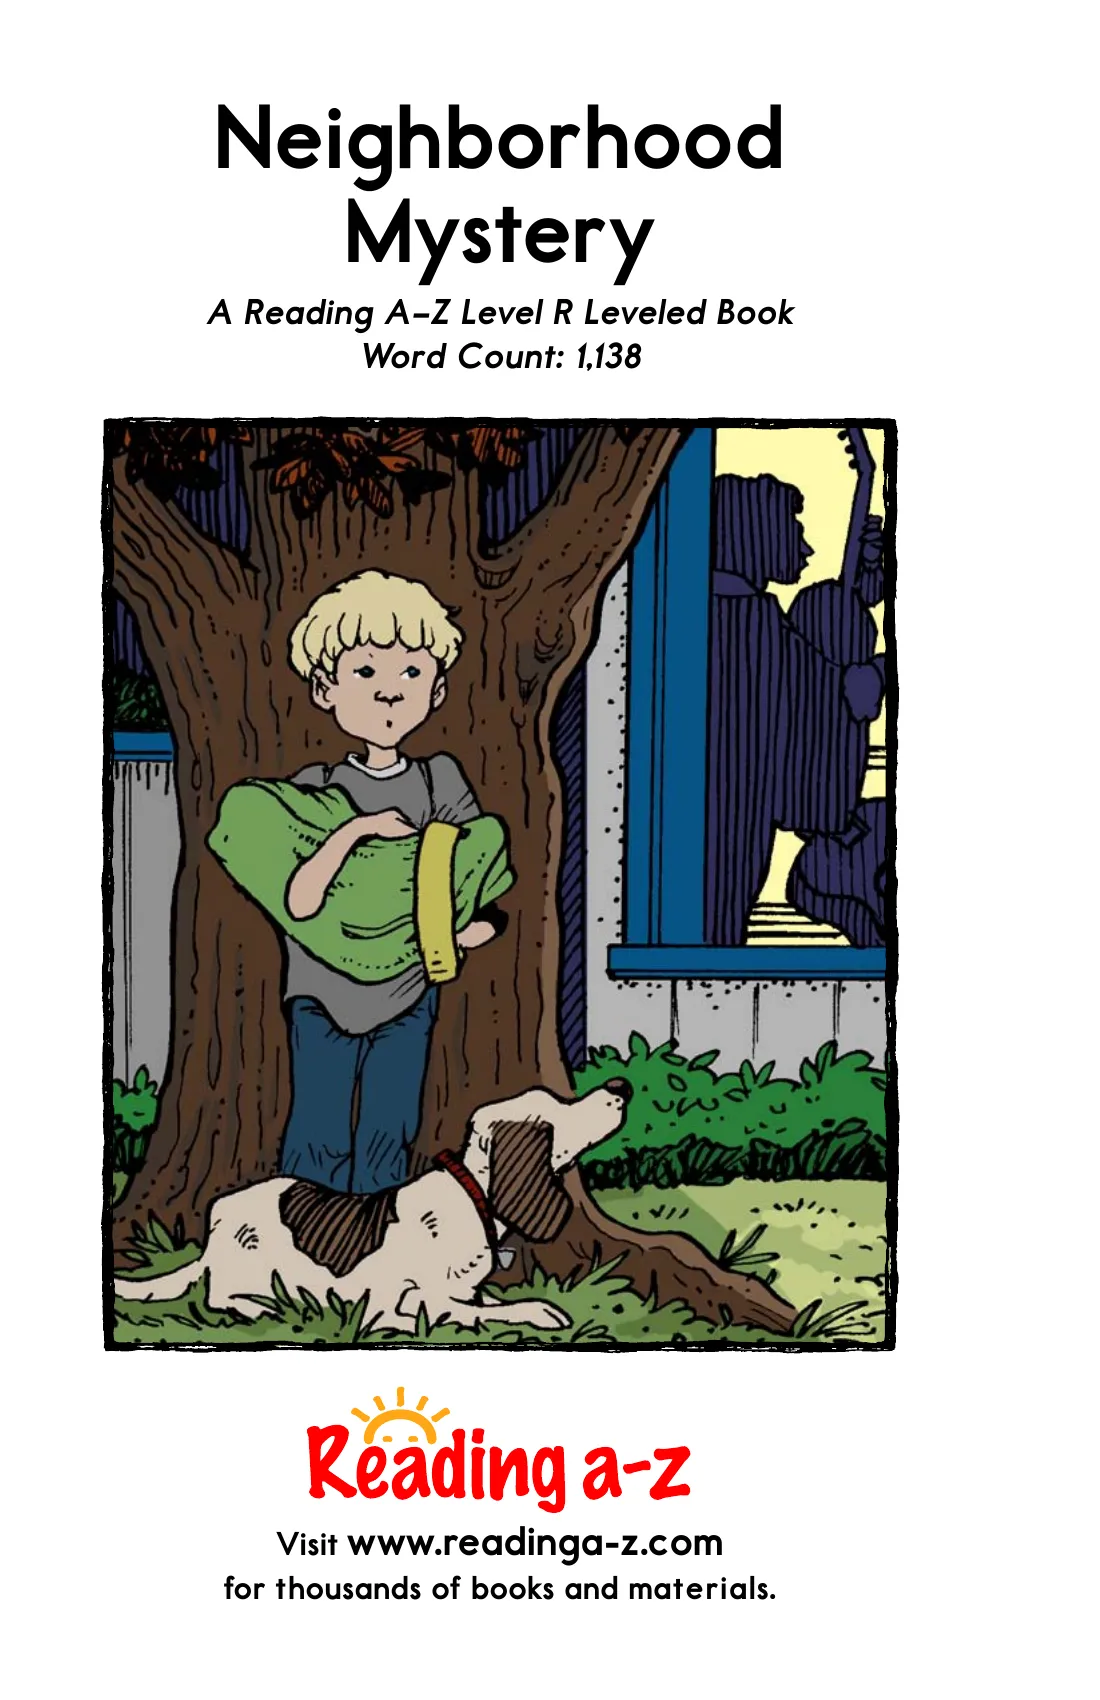 Neighborhood
Mystery
A Reading A–Z Level R Leveled Book
Word Count: 1,138
Reading a-z
Visit www.readinga-z.com
for thousands of books and materials.